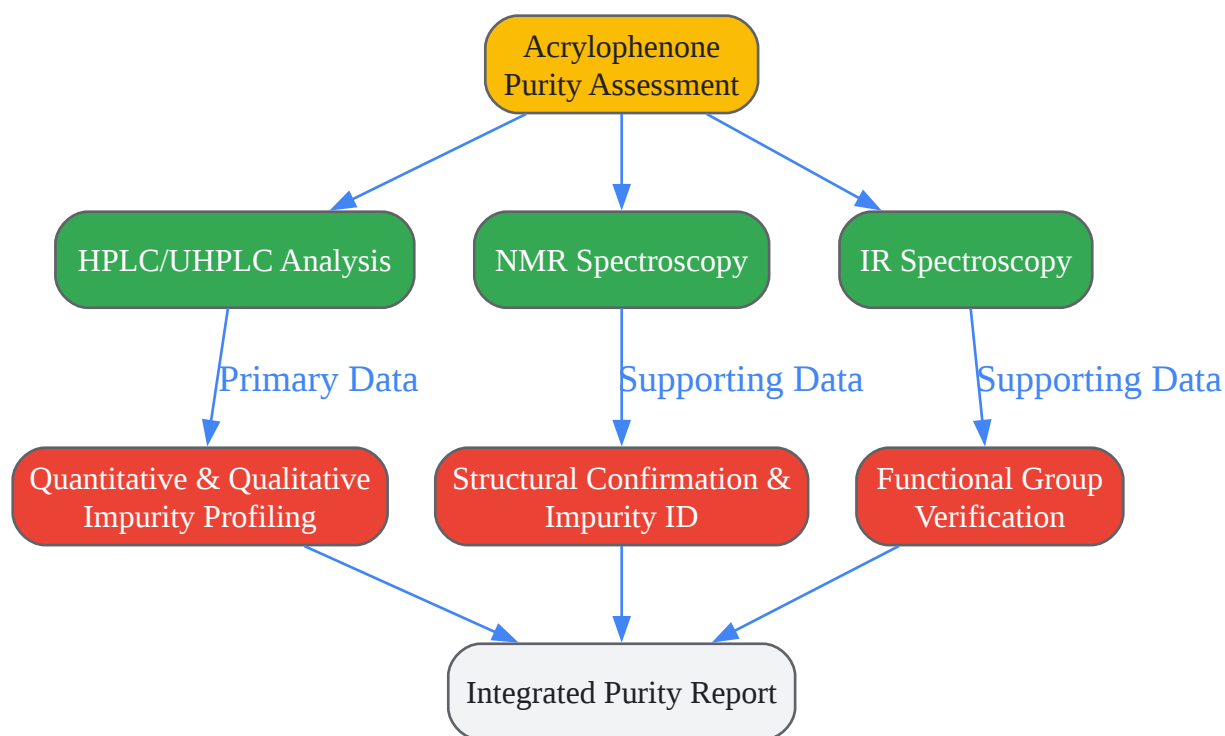 Acrylophenone
Purity Assessment
HPLC/UHPLC Analysis
NMR Spectroscopy
IR Spectroscopy
Primary Data
Supporting Data
Supporting Data
Quantitative & Qualitative
Impurity Profiling
Structural Confirmation &
Impurity ID
Functional Group
Verification
Integrated Purity Report